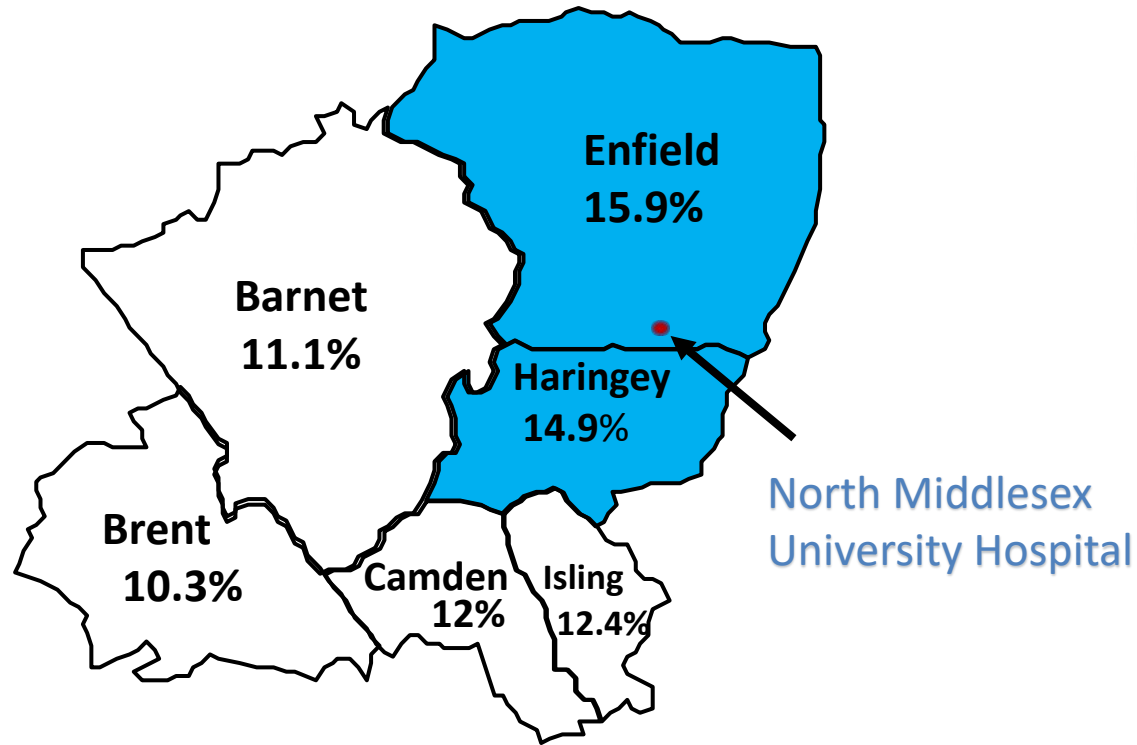 Enfield
15.9%
Barnet
11.1%
Haringey
14.9%
North Middlesex
University Hospital
Brent
10.3%
Camden
12%
Isling
12.4%